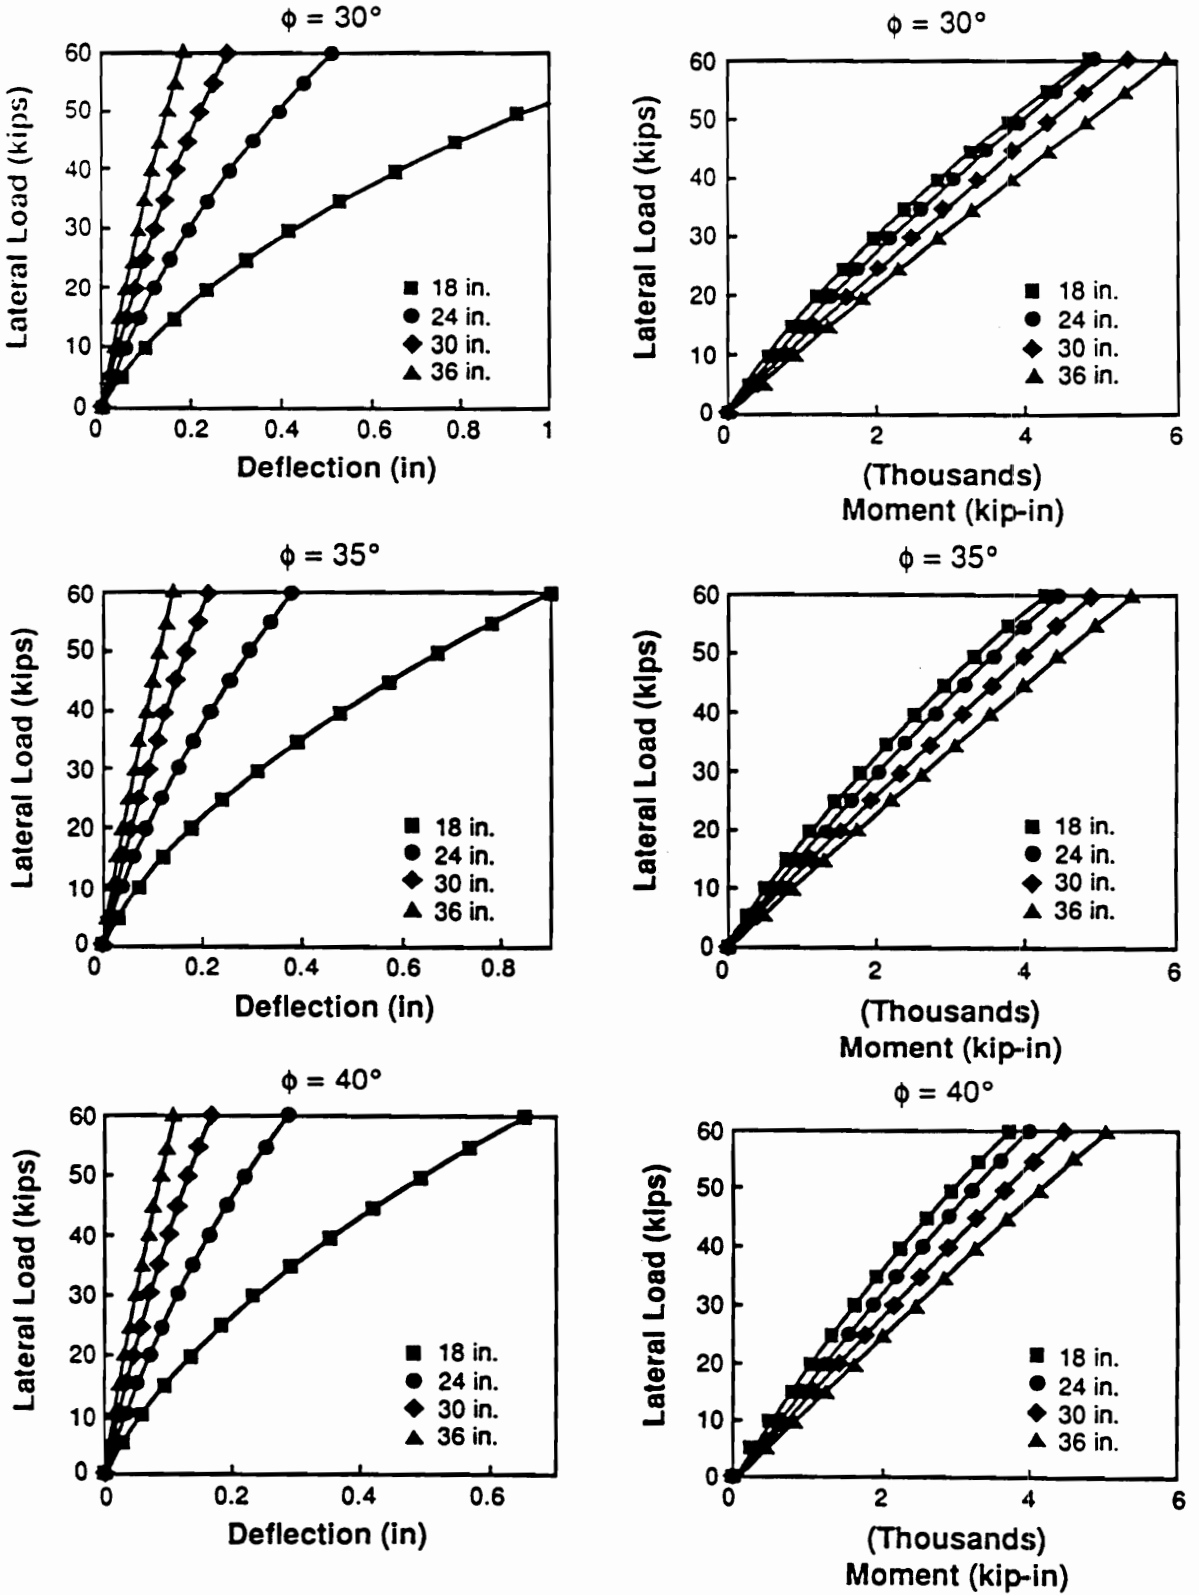 ϕ = 30°
60
50
40
30
20
10
0
Lateral Load (kips)
18 in.
24 in.
30 in.
36 in.
0 0.2 0.4 0.6 0.8 1
Deflection (in)
ϕ = 30°
60
50
40
30
20
10
0
Lateral Load (kips)
18 in.
24 in.
30 in.
36 in.
0 2 4 6
(Thousands)
Moment (kip-in)
ϕ = 35°
60
50
40
30
20
10
0
Lateral Load (kips)
18 in.
24 in.
30 in.
36 in.
0 0.2 0.4 0.6 0.8
Deflection (in)
ϕ = 35°
60
50
40
30
20
10
0
Lateral Load (kips)
18 in.
24 in.
30 in.
36 in.
0 2 4 6
(Thousands)
Moment (kip-in)
ϕ = 40°
60
50
40
30
20
10
0
Lateral Load (kips)
18 in.
24 in.
30 in.
36 in.
0 0.2 0.4 0.6
Deflection (in)
ϕ = 40°
60
50
40
30
20
10
0
Lateral Load (kips)
18 in.
24 in.
30 in.
36 in.
0 2 4 6
(Thousands)
Moment (kip-in)